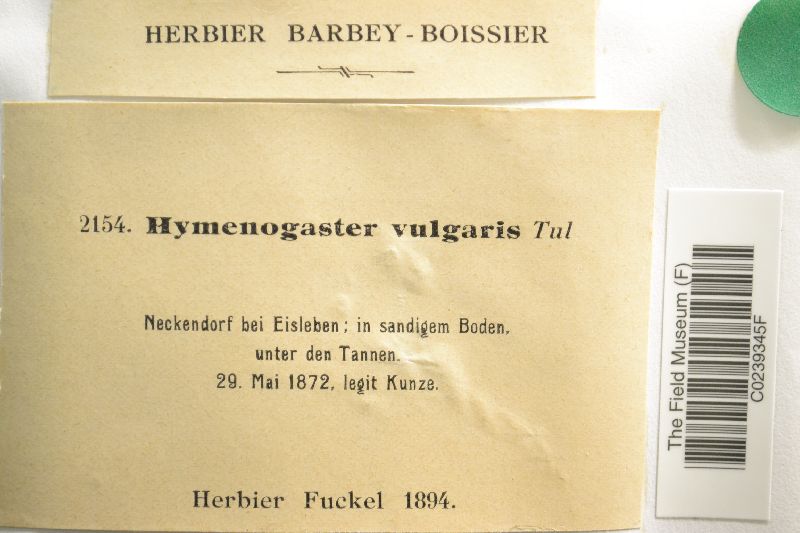 HERBIER BARBEY-BOISSIER
2154. Hymenogaster vulgaris Tul
Neckendorf bei Eisleben; in sandigem Boden,
unter den Tannen.
29. Mai 1872, legit Kunze.
Herbier Fuckel 1894.
The Field Museum (F)
C0239345F